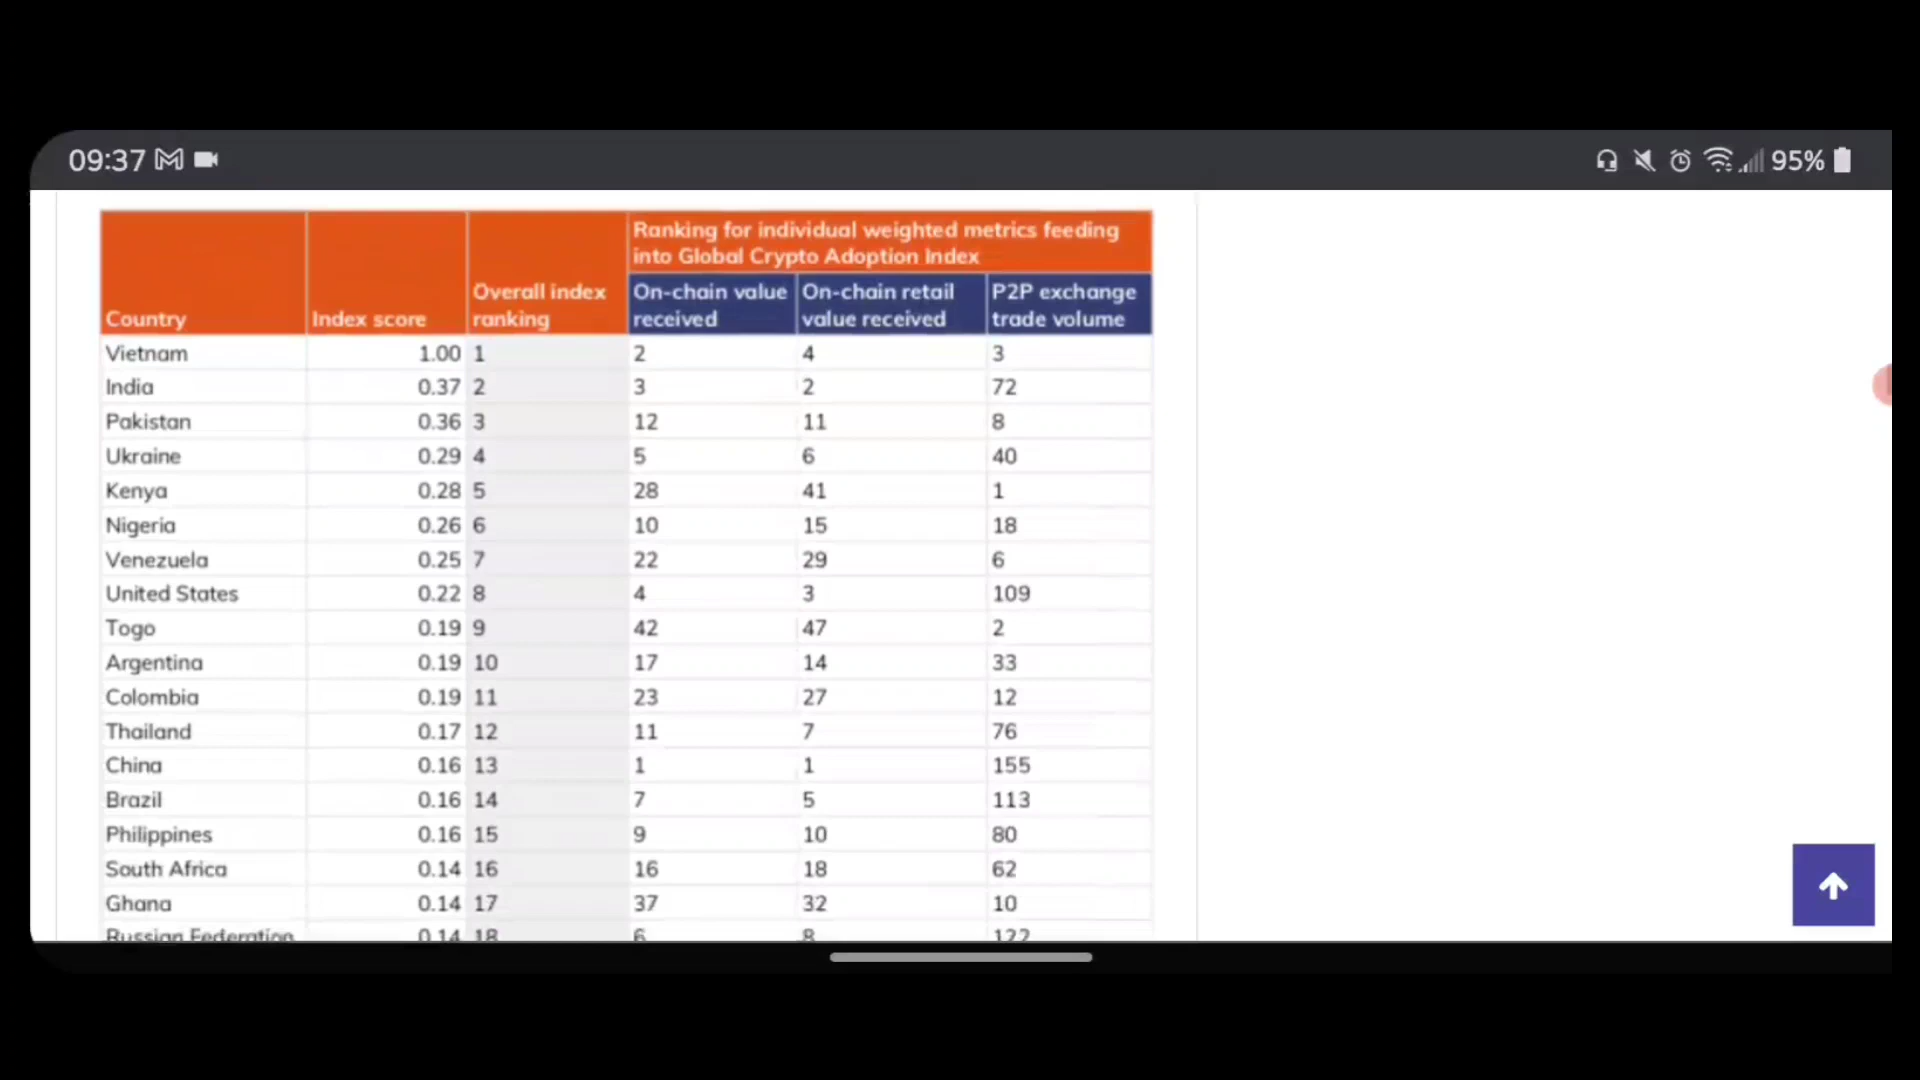 09:37
95%
Ranking for individual weighted metrics feeding
into Global Crypto Adoption Index
Country Index score Overall index ranking On-chain value received On-chain retail value received P2P exchange trade volume
Vietnam 1.00 1 2 4 3
India 0.37 2 3 2 72
Pakistan 0.36 3 12 11 8
Ukraine 0.29 4 5 6 40
Kenya 0.28 5 28 41 1
Nigeria 0.26 6 10 15 18
Venezuela 0.25 7 22 29 6
United States 0.22 8 4 3 109
Togo 0.19 9 42 47 2
Argentina 0.19 10 17 14 33
Colombia 0.19 11 23 27 12
Thailand 0.17 12 11 7 76
China 0.16 13 1 1 155
Brazil 0.16 14 7 5 113
Philippines 0.16 15 9 10 80
South Africa 0.14 16 16 18 62
Ghana 0.14 17 37 32 10
Russian Federation 0.14 18 6 8 122